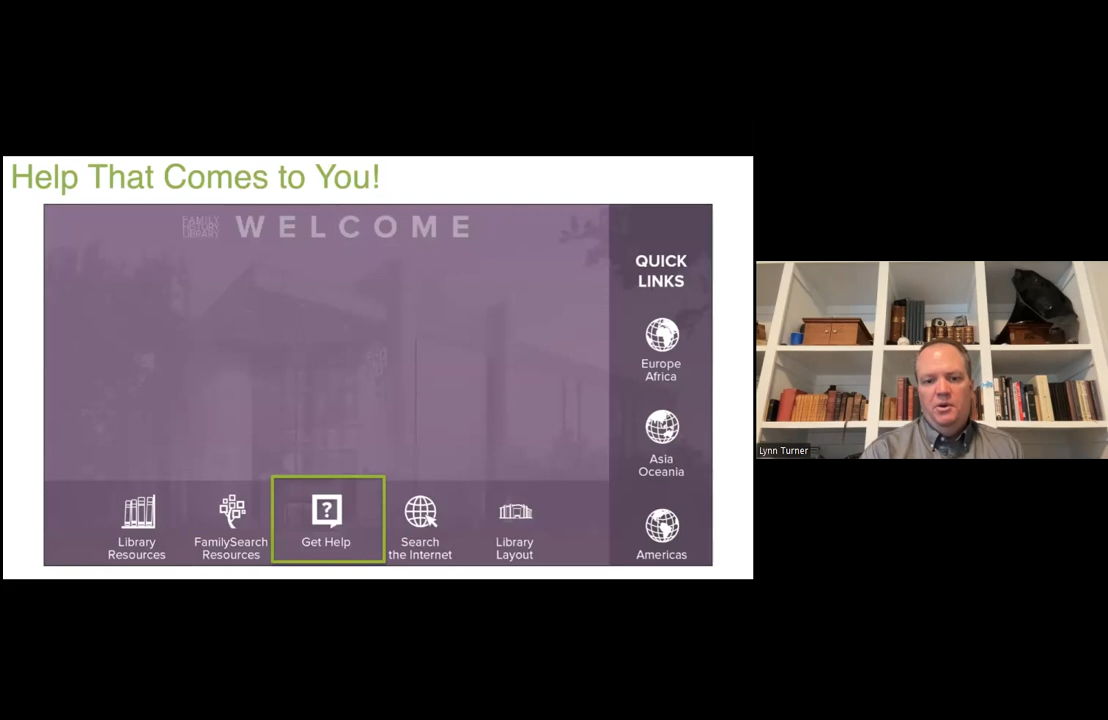 Help That Comes to You!
FAMILY
HISTORY
LIBRARY
WELCOME
QUICK
LINKS
Europe
Africa
Asia
Oceania
Americas
Library
Resources
FamilySearch
Resources
?
Get Help
Search
the Internet
Library
Layout
Lynn Turner